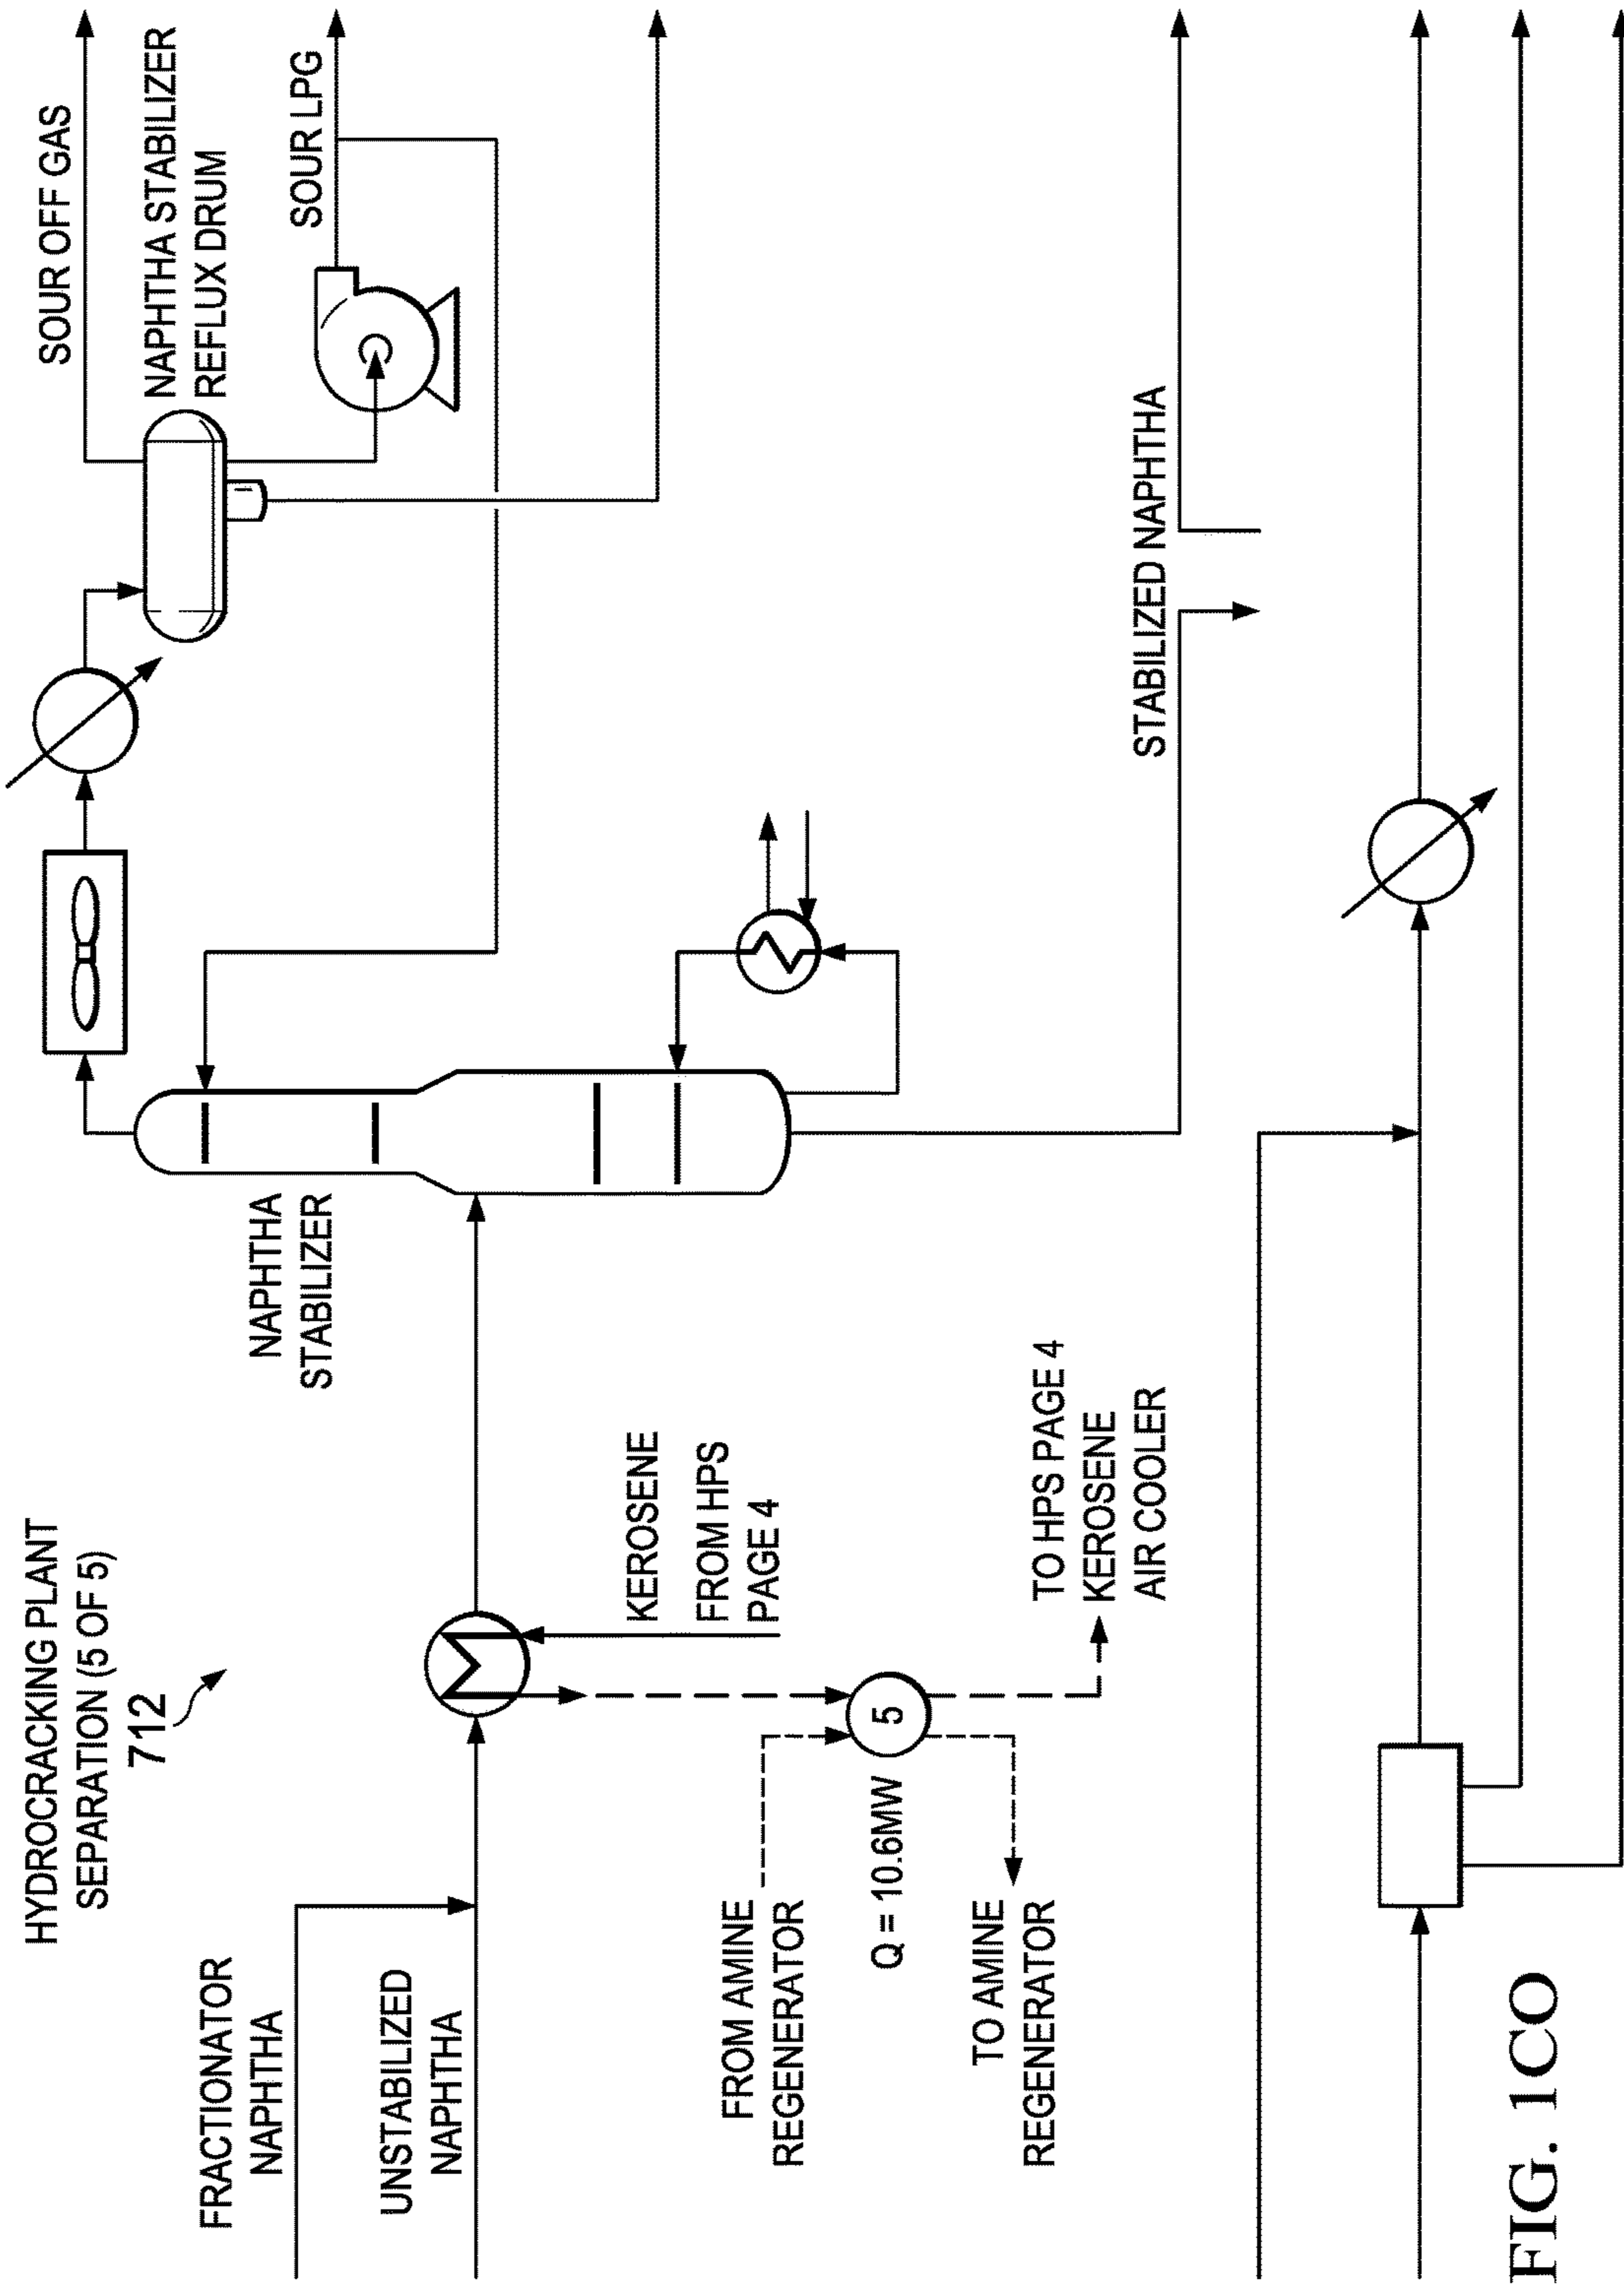 HYDROCRACKING PLANT
SEPARATION (5 OF 5)
712
FRACTIONATOR
NAPHTHA
UNSTABILIZED
NAPHTHA
NAPHTHA
STABILIZER
SOUR OFF GAS
NAPHTHA STABILIZER
REFLUX DRUM
SOUR LPG
KEROSENE
FROM HPS
PAGE 4
FROM AMINE
REGENERATOR
Q = 10.6MW
5
TO AMINE
REGENERATOR
TO HPS PAGE 4
KEROSENE
AIR COOLER
STABILIZED NAPHTHA
FIG. 1CO